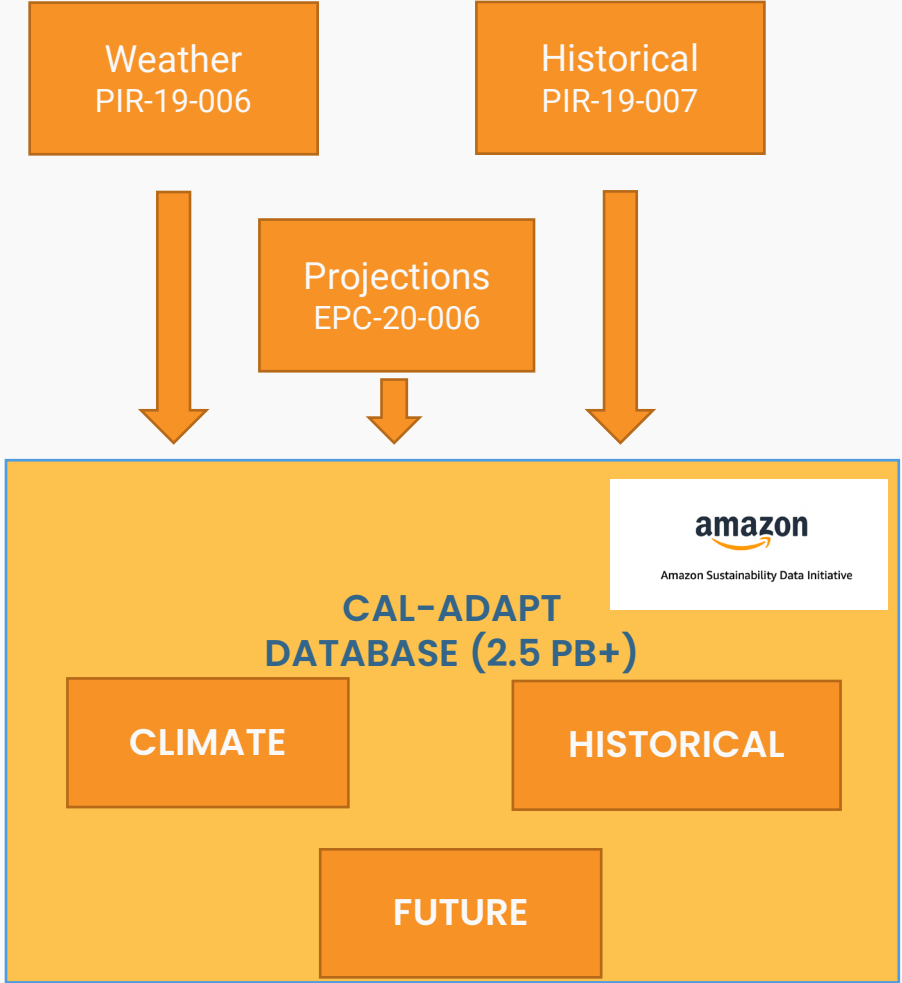 Weather
PIR-19-006
Historical
PIR-19-007
Projections
EPC-20-006
amazon
Amazon Sustainability Data Initiative
CAL-ADAPT
DATABASE (2.5 PB+)
CLIMATE
HISTORICAL
FUTURE